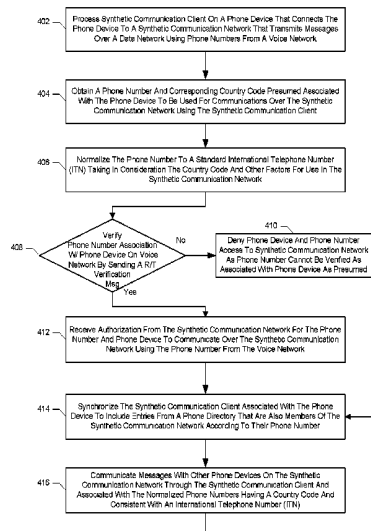 402
Process Synthetic Communication Client On A Phone Device That Connects The
Phone Device To A Synthetic Communication Network That Transmits Messages
Over A Data Network Using Phone Numbers From A Voice Network
404
Obtain A Phone Number And Corresponding Country Code Presumed Associated
With The Phone Device To Be Used For Communications Over The Synthetic
Communication Network Using The Synthetic Communication Client
406
Normalize The Phone Number To A Standard International Telephone Number
(ITN) Taking In Consideration The Country Code And Other Factors For Use In The
Synthetic Communication Network
408
Verify
Phone Number Association
W/ Phone Device On Voice
Network By Sending A R/T
Verification
Msg
No
Yes
410
Deny Phone Device And Phone Number
Access To Synthetic Communication Network
As Phone Number Cannot Be Verified As
Associated With Phone Device As Presumed
412
Receive Authorization From The Synthetic Communication Network For The Phone
Number And Phone Device To Communicate Over The Synthetic Communication
Network Using The Phone Number From The Voice Network
414
Synchronize The Synthetic Communication Client Associated With The Phone
Device To Include Entries From A Phone Directory That Are Also Members Of The
Synthetic Communication Network According To Their Phone Number
416
Communicate Messages With Other Phone Devices On The Synthetic
Communication Network Through The Synthetic Communication Client And
Associated With The Normalized Phone Numbers Having A Country Code And
Consistent With An International Telephone Number (ITN)